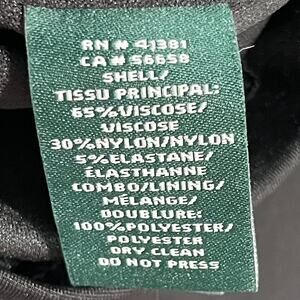 RN # 41381
CA # 56658
SHELL/
TISSU PRINCIPAL:
65%VISCOSE/
VISCOSE
30%NYLON/NYLON
5%ELASTANE/
ÉLASTHANNE
COMBO/LINING/
MÉLANGE/
DOUBLURE:
100%POLYESTER/
POLYESTER
DRY CLEAN
DO NOT PRESS